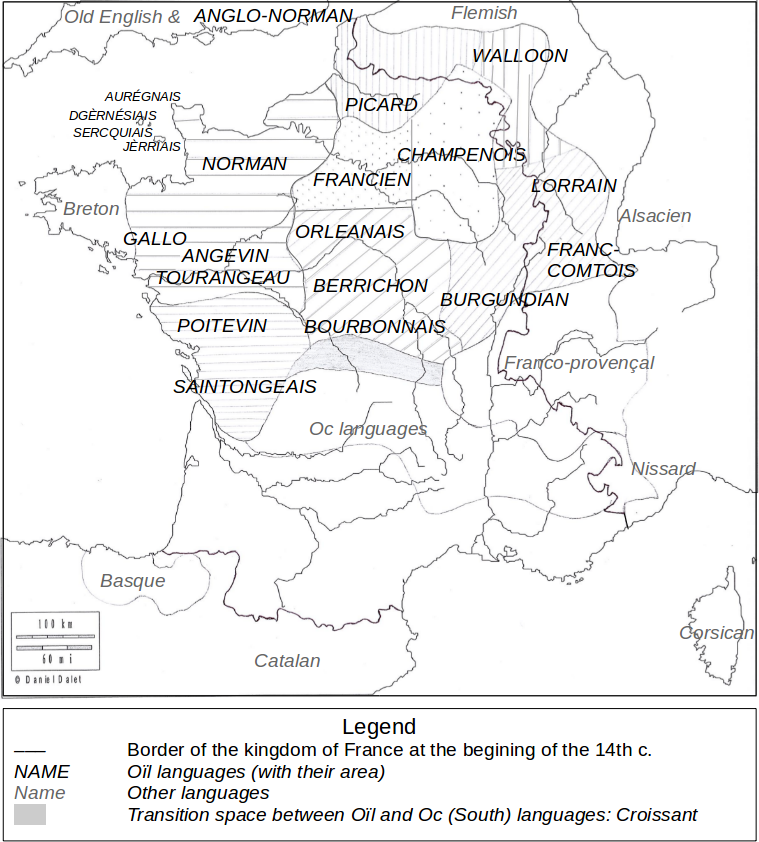 Old English & ANGLO-NORMAN
Flemish
WALLOON
AURÉGNAIS
PICARD
DGÈRNÉSIAIS
SERCQUIAIS
JÈRRIAIS
CHAMPENOIS
NORMAN
FRANCIEN
LORRAIN
Breton
Alsacien
ORLEANAIS
GALLO
ANGEVIN
FRANC-
COMTOIS
TOURANGEAU
BERRICHON
BURGUNDIAN
POITEVIN
BOURBONNAIS
Franco-provençal
SAINTONGEAIS
Oc languages
Nissard
Basque
100 km
60 mi
© Daniel Dalet
Corsican
Catalan
Legend
Border of the kingdom of France at the begining of the 14th c.
NAME Oïl languages (with their area)
Name Other languages
Transition space between Oïl and Oc (South) languages: Croissant